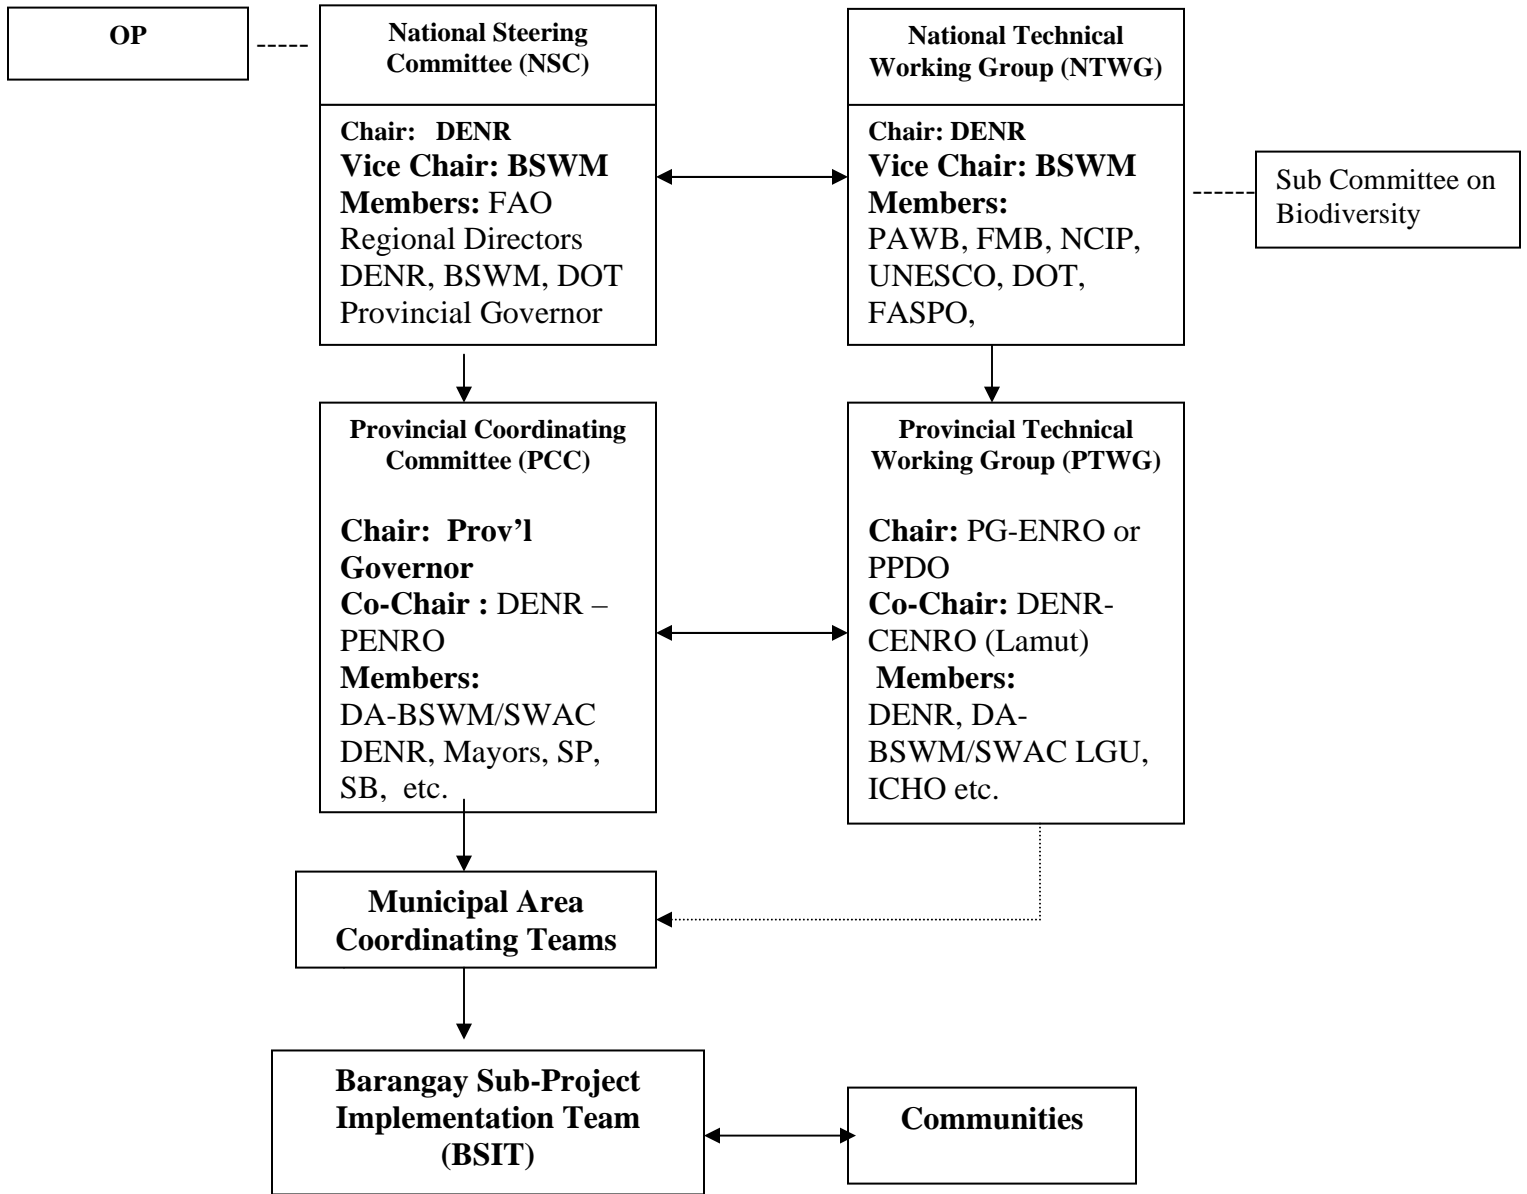 OP
National Steering
Committee (NSC)
Chair: DENR
Vice Chair: BSWM
Members: FAO
Regional Directors
DENR, BSWM, DOT
Provincial Governor
National Technical
Working Group (NTWG)
Chair: DENR
Vice Chair: BSWM
Members:
PAWB, FMB, NCIP,
UNESCO, DOT,
FASPO,
Sub Committee on
Biodiversity
Provincial Coordinating
Committee (PCC)
Chair: Prov’l
Governor
Co-Chair : DENR –
PENRO
Members:
DA-BSWM/SWAC
DENR, Mayors, SP,
SB, etc.
Provincial Technical
Working Group (PTWG)
Chair: PG-ENRO or
PPDO
Co-Chair: DENR-
CENRO (Lamut)
Members:
DENR, DA-
BSWM/SWAC LGU,
ICHO etc.
Municipal Area
Coordinating Teams
Barangay Sub-Project
Implementation Team
(BSIT)
Communities